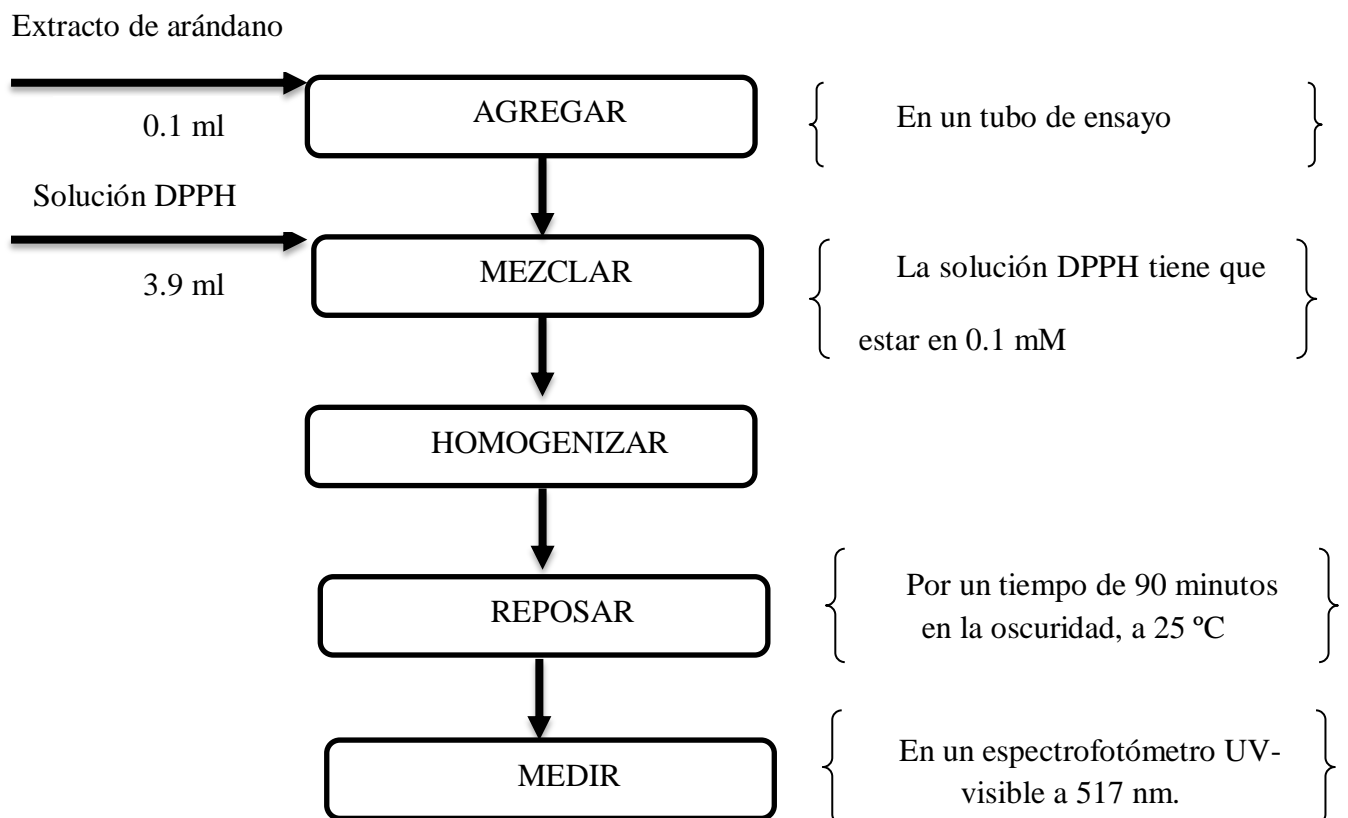 Extracto de arándano
0.1 ml
AGREGAR
En un tubo de ensayo
Solución DPPH
3.9 ml
MEZCLAR
La solución DPPH tiene que
estar en 0.1 mM
HOMOGENIZAR
REPOSAR
Por un tiempo de 90 minutos
en la oscuridad, a 25 ºC
MEDIR
En un espectrofotómetro UV-
visible a 517 nm.